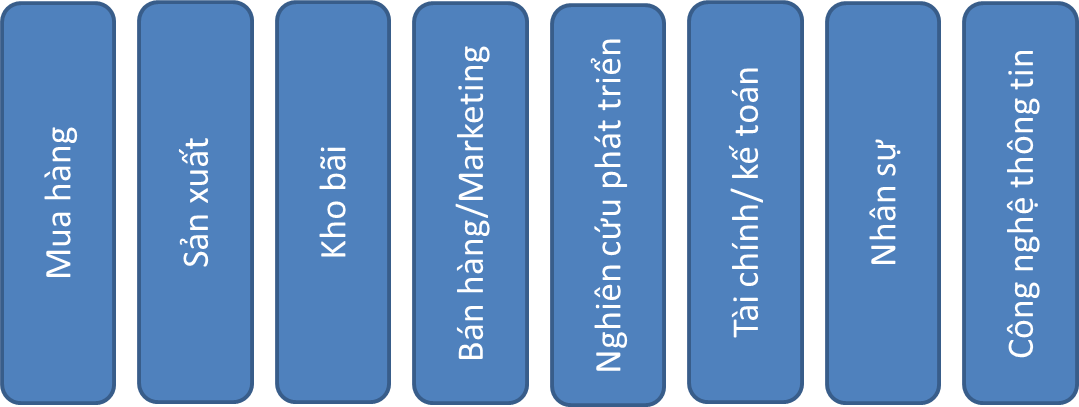 Mua hàng
Sản xuất
Kho bãi
Bán hàng/Marketing
Nghiên cứu phát triển
Tài chính/ kế toán
Nhân sự
Công nghệ thông tin